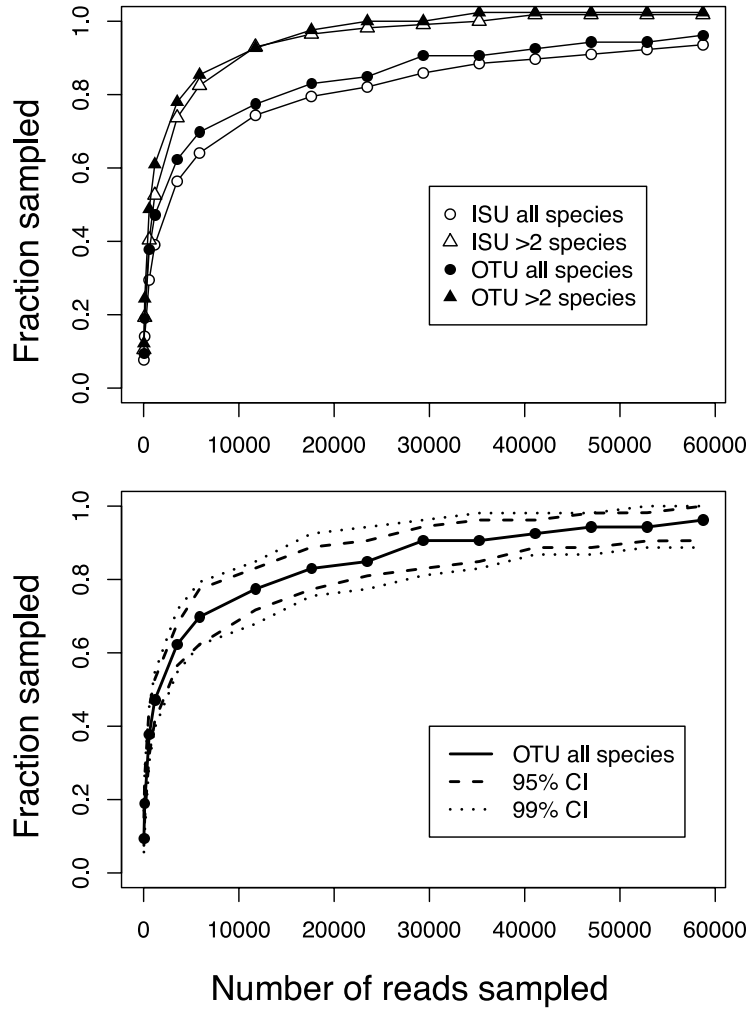 Fraction sampled
1.0
0.8
0.6
0.4
0.2
0.0
ISU all species
ISU >2 species
OTU all species
OTU >2 species
0 10000 20000 30000 40000 50000 60000
Fraction sampled
1.0
0.8
0.6
0.4
0.2
0.0
OTU all species
95% CI
99% CI
0 10000 20000 30000 40000 50000 60000
Number of reads sampled